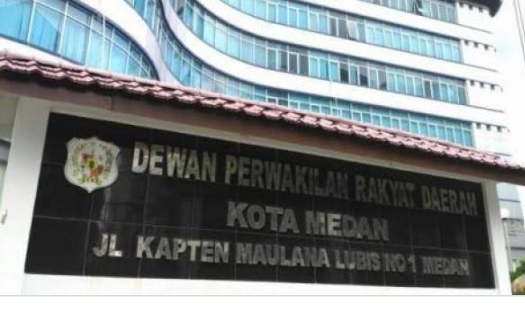 DEWAN PERWAKILAN RAKYAT DAERAH
KOTA MEDAN
JL KAPTEN MAULANA LUBIS NO 1 MEDAN